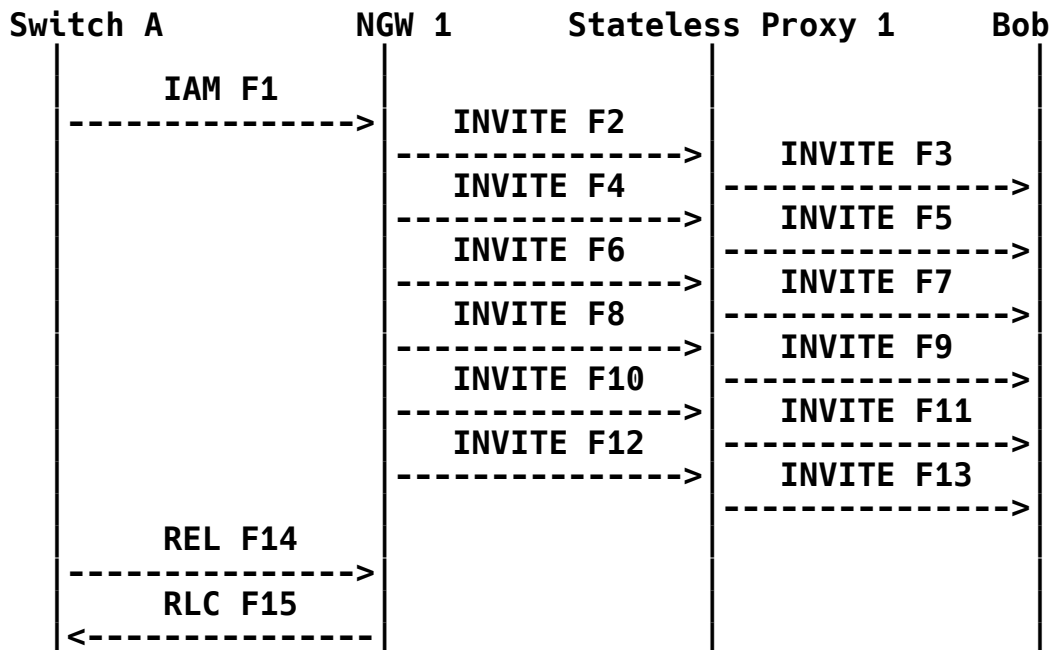 Switch A NGW 1 Stateless Proxy 1 Bob
IAM F1
INVITE F2
INVITE F3
INVITE F4
INVITE F5
INVITE F6
INVITE F7
INVITE F8
INVITE F9
INVITE F10
INVITE F11
INVITE F12
INVITE F13
REL F14
RLC F15